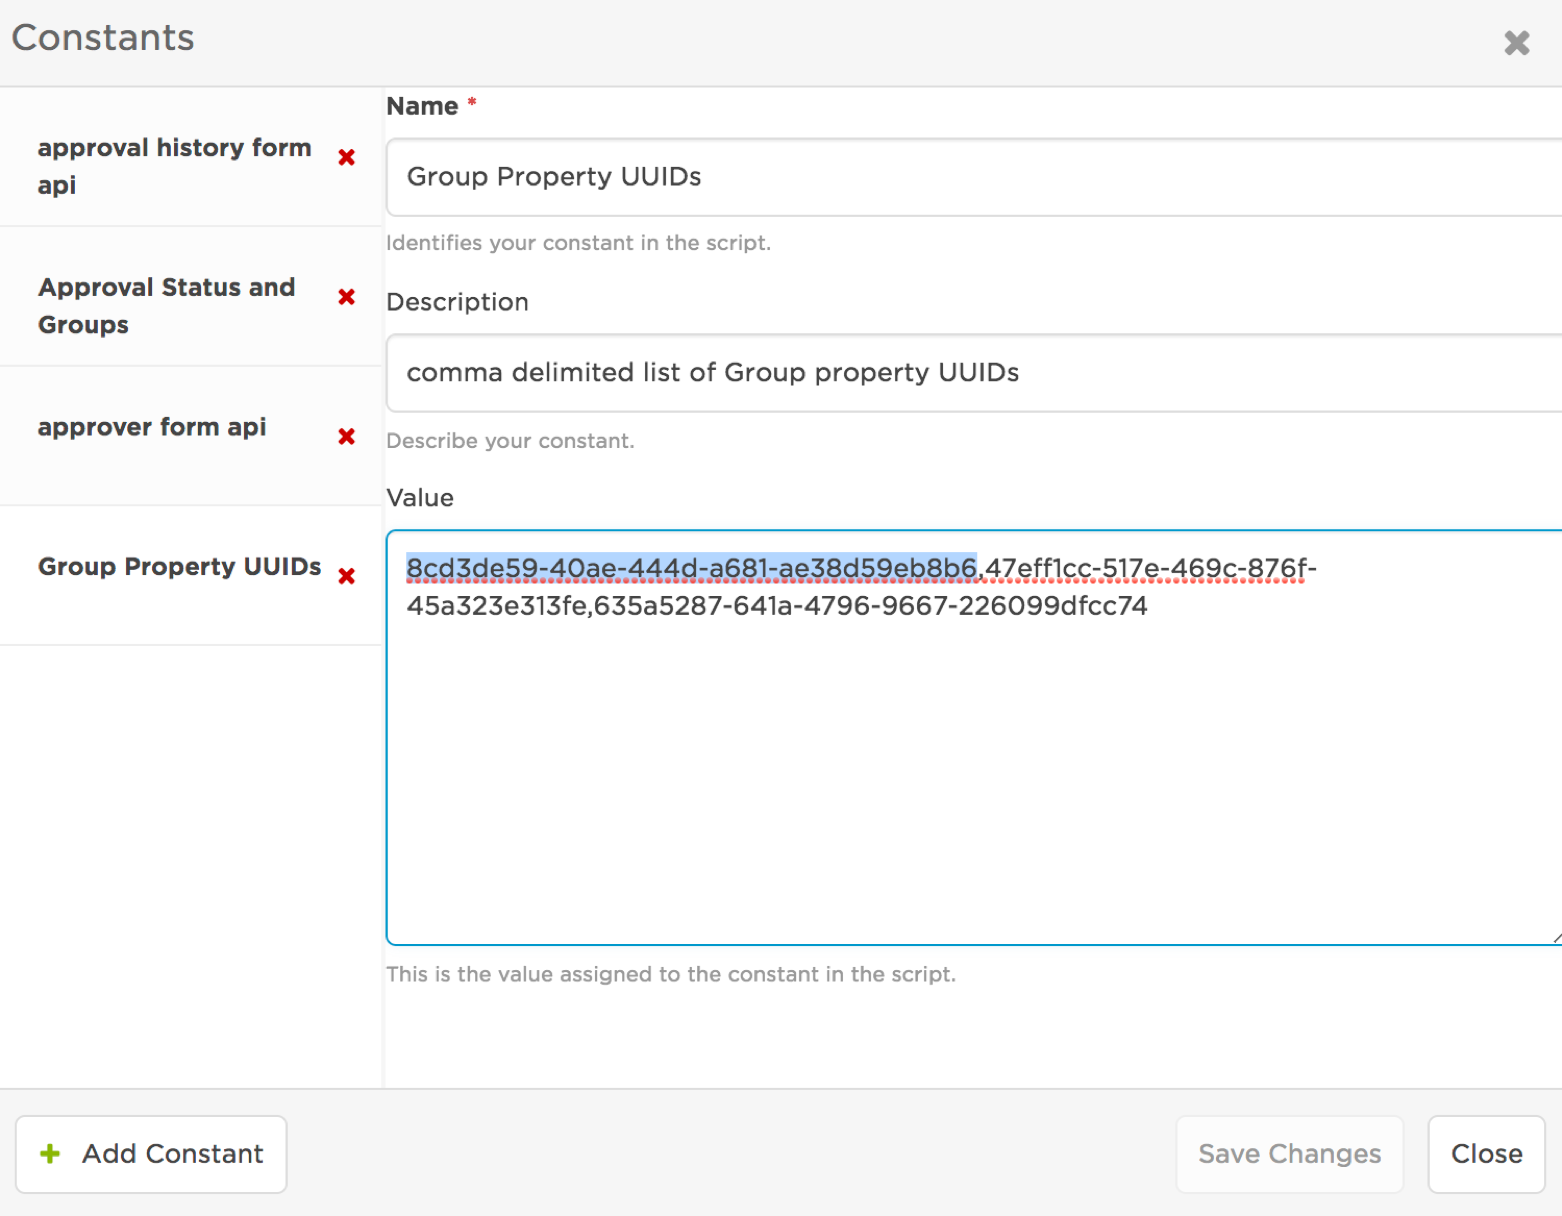 Constants
approval history form
api
Approval Status and
Groups
approver form api
Group Property UUIDs
Name *
Group Property UUIDs
Identifies your constant in the script.
Description
comma delimited list of Group property UUIDs
Describe your constant.
Value
8cd3de59-40ae-444d-a681-ae38d59eb8b6,47eff1cc-517e-469c-876f-
45a323e313fe,635a5287-641a-4796-9667-226099dfcc74
This is the value assigned to the constant in the script.
Add Constant
Save Changes
Close